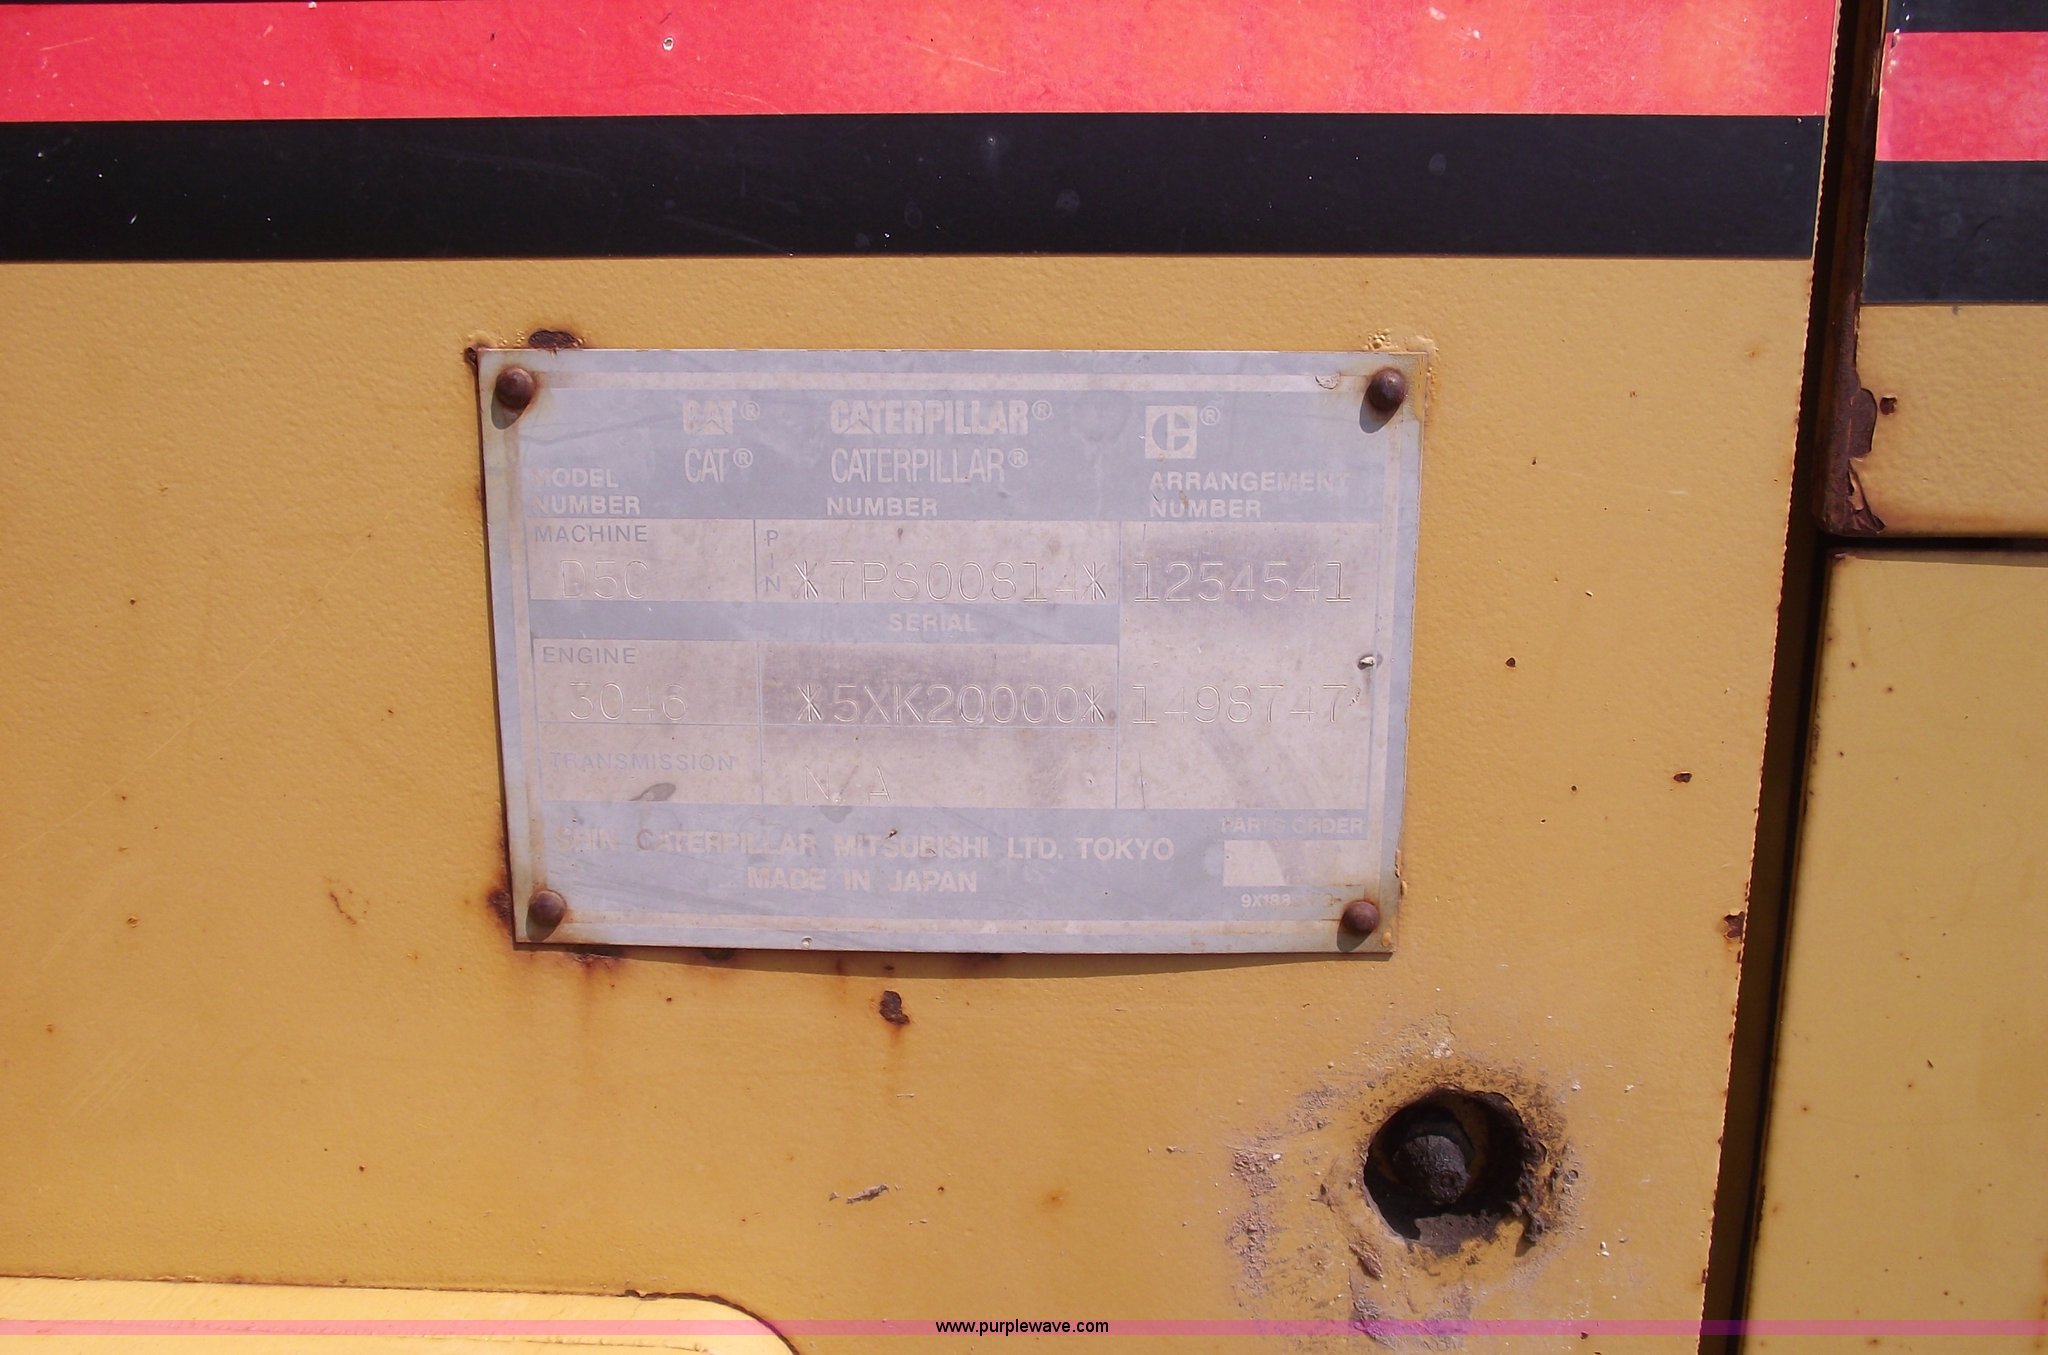 CAT® CATERPILLAR® C®
CAT® CATERPILLAR®
MODEL NUMBER
NUMBER
ARRANGEMENT NUMBER
MACHINE
D5C
PIN
*7PS00814*
1254541
SERIAL
ENGINE
3046
*5XK20000*
1498747
TRANSMISSION
N/A
SHIN CATERPILLAR MITSUBISHI LTD. TOKYO
MADE IN JAPAN
PARTS ORDER
www.purplewave.com